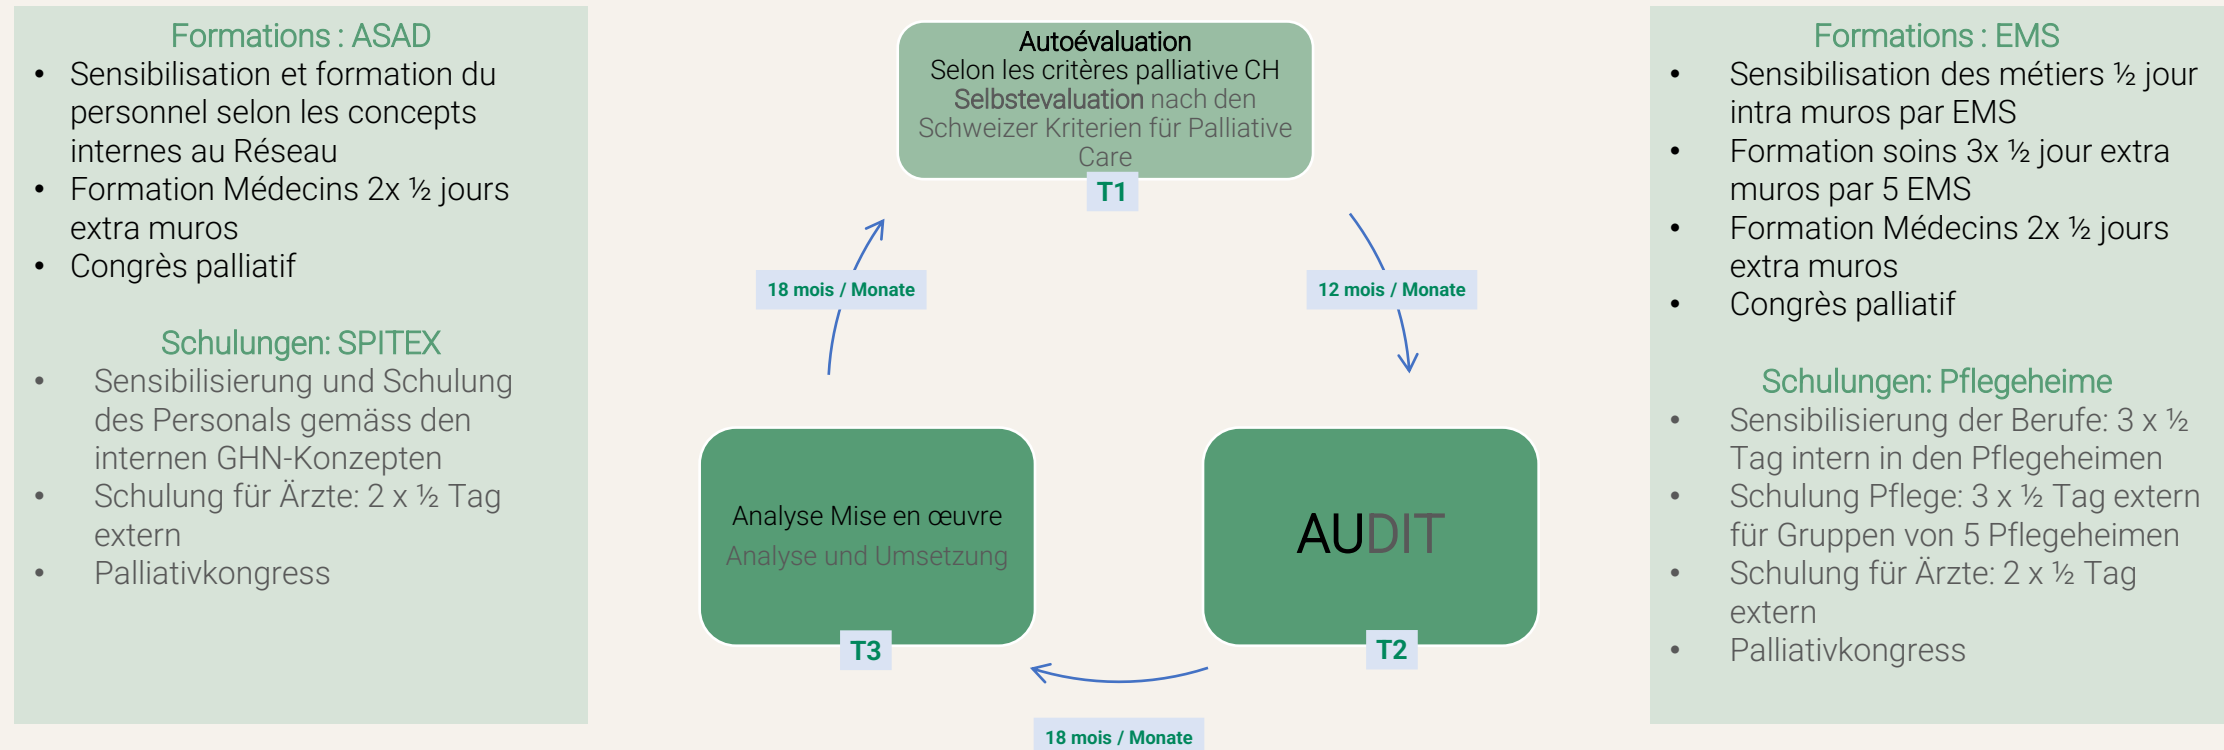 Formations : ASAD
• Sensibilisation et formation du
personnel selon les concepts
internes au Réseau
• Formation Médecins 2x ½ jours
extra muros
• Congrès palliatif
Schulungen: SPITEX
• Sensibilisierung und Schulung
des Personals gemäss den
internen GHN-Konzepten
• Schulung für Ärzte: 2 x ½ Tag
extern
• Palliativkongress
Autoévaluation
Selon les critères palliative CH
Selbstevaluation nach den
Schweizer Kriterien für Palliative
Care
T1
18 mois / Monate
12 mois / Monate
Analyse Mise en œuvre
Analyse und Umsetzung
T3
AUDIT
T2
18 mois / Monate
Formations : EMS
• Sensibilisation des métiers ½ jour
intra muros par EMS
• Formation soins 3x ½ jour extra
muros par 5 EMS
• Formation Médecins 2x ½ jours
extra muros
• Congrès palliatif
Schulungen: Pflegeheime
• Sensibilisierung der Berufe: 3 x ½
Tag intern in den Pflegeheimen
• Schulung Pflege: 3 x ½ Tag extern
für Gruppen von 5 Pflegeheimen
• Schulung für Ärzte: 2 x ½ Tag
extern
• Palliativkongress